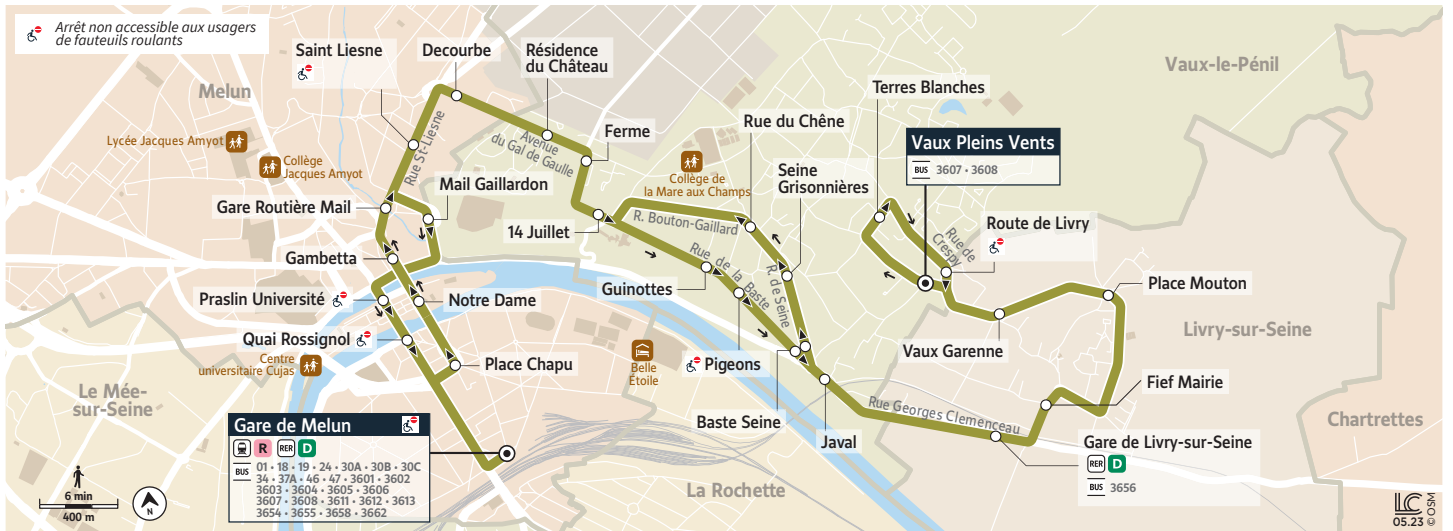 Arrêt non accessible aux usagers
de fauteuils roulants
Saint Liesne
Decourbe
Résidence
du Château
Vaux-le-Pénil
Melun
Terres Blanches
Lycée Jacques Amyot
Collège
Jacques Amyot
Rue St-Liesne
Avenue
du Gal de Gaulle
Ferme
Rue du Chêne
Vaux Pleins Vents
BUS 3607 • 3608
Collège de
la Mare aux Champs
Seine
Grisonnières
Mail Gaillardon
Gare Routière Mail
14 Juillet
R. Bouton-Gaillard
Rue de
Crespy
Route de Livry
Gambetta
Rue de la Baste
R. de Seine
Guinottes
Place Mouton
Praslin Université
Notre Dame
Livry-sur-Seine
Quai Rossignol
Centre
universitaire Cujas
Place Chapu
Belle
Étoile
Pigeons
Vaux Garenne
Le Mée-
sur-Seine
Fief Mairie
Rue Georges Clemenceau
Baste Seine
Javal
Chartrettes
Gare de Melun
R RER D
BUS 01 • 18 • 19 • 24 • 30A • 30B • 30C
34 • 37A • 46 • 47 • 3601 • 3602
3603 • 3604 • 3605 • 3606
3607 • 3608 • 3611 • 3612 • 3613
3654 • 3655 • 3658 • 3662
Gare de Livry-sur-Seine
RER D
BUS 3656
La Rochette
6 min
400 m
N
LC
05.23 © OSM